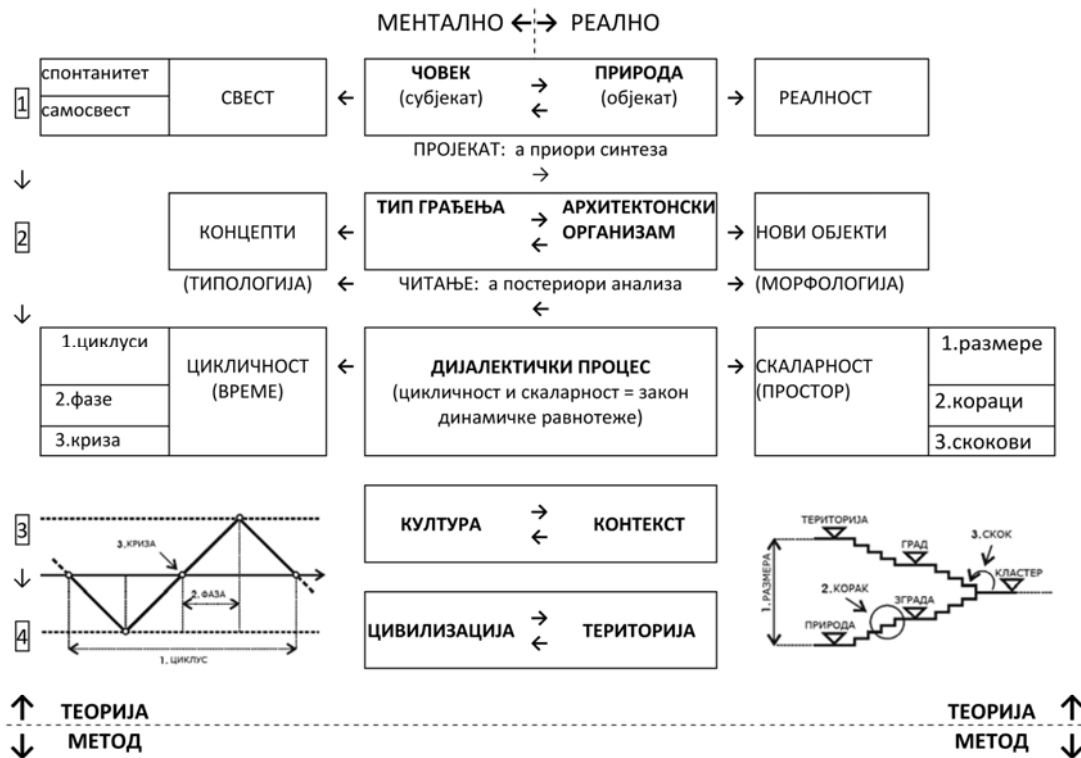 МЕНТАЛНО ←→ РЕАЛНО
1
спонтанитет
самосвест
СВЕСТ
ЧОВЕК
(субјекат)
ПРИРОДА
(објекат)
РЕАЛНОСТ
ПРОЈЕКАТ: а приори синтеза
2
КОНЦЕПТИ
ТИП ГРАЂЕЊА
АРХИТЕКТОНСКИ
ОРГАНИЗАМ
НОВИ ОБЈЕКТИ
(ТИПОЛОГИЈА)
ЧИТАЊЕ: а постериори анализа
(МОРФОЛОГИЈА)
1.циклуси
2.фазе
3.криза
ЦИКЛИЧНОСТ
(ВРЕМЕ)
ДИЈАЛЕКТИЧКИ ПРОЦЕС
(цикличност и скаларност = закон
динамичке равнотеже)
СКАЛАРНОСТ
(ПРОСТОР)
1.размере
2.кораци
3.скокови
3
3. КРИЗА
2. ФАЗА
1. ЦИКЛУС
КУЛТУРА
КОНТЕКСТ
ТЕРИТОРИЈА
ГРАД
3. СКОК
КЛАСТЕР
1. РАЗМЕРА
2. КОРАК
ЗГРАДА
ПРИРОДА
4
ЦИВИЛИЗАЦИЈА
ТЕРИТОРИЈА
ТЕОРИЈА
ТЕОРИЈА
МЕТОД
МЕТОД